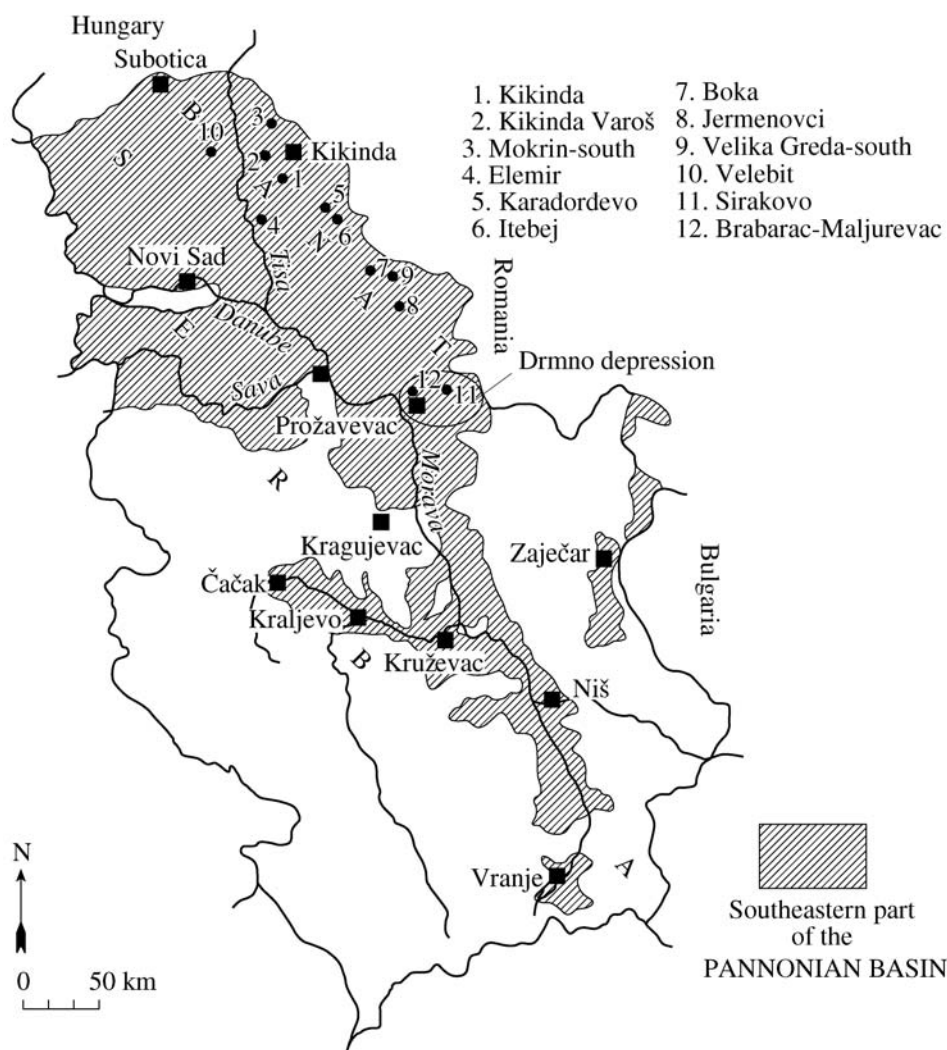 Hungary
Subotica
1. Kikinda
2. Kikinda Varoš
3. Mokrin-south
4. Elemir
5. Karadordevo
6. Itebej
7. Boka
8. Jermenovci
9. Velika Greda-south
10. Velebit
11. Sirakovo
12. Brabarac-Maljurevac
B
3
10
S
2
Kikinda
A
1
5
N
6
4
Tisa
Novi Sad
7
9
A
8
Romania
Danube
E
T
Drmno depression
Sava
12
11
Prožavevac
R
Morava
Kragujevac
Zaječar
Bulgaria
Čačak
Kraljevo
B
Kruževac
Niš
N
Vranje
A
0 50 km
Southeastern part
of the
PANNONIAN BASIN